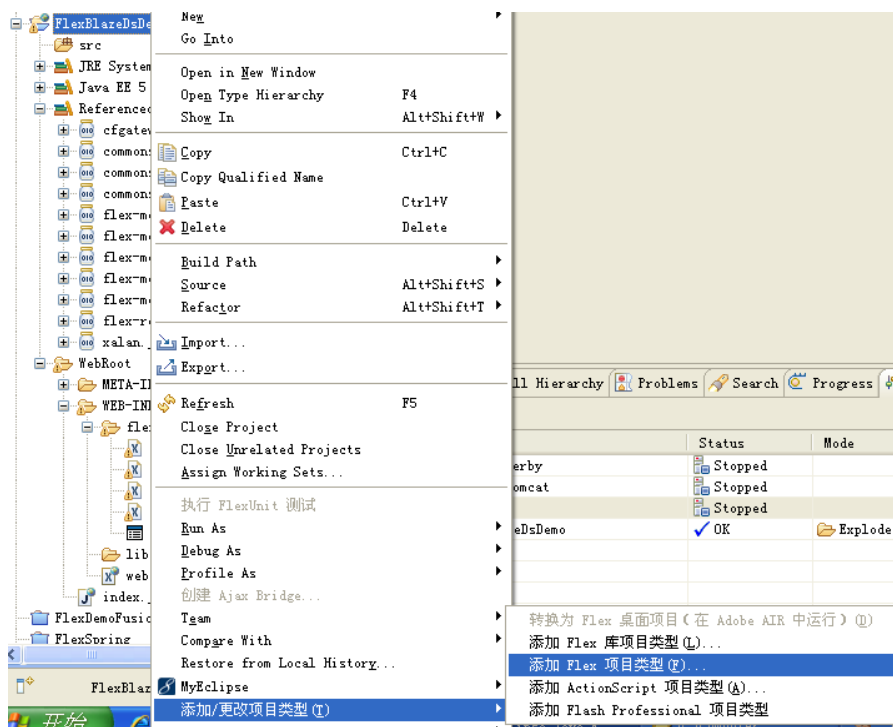 FlexBlazeDsDe
src
JRE System
Java EE 5
Referenced
cfgatew
common
common
common
flex-m
flex-m
flex-m
flex-m
flex-m
flex-r
xalan.
WebRoot
META-I
WEB-IN
fle
lib
web
index.
FlexDemoFusio
FlexSpring
FlexBlaz
开始
New
Go Into
Open in New Window
Open Type Hierarchy F4
Show In Alt+Shift+W
Copy Ctrl+C
Copy Qualified Name
Paste Ctrl+V
Delete Delete
Build Path
Source Alt+Shift+S
Refactor Alt+Shift+T
Import...
Export...
Refresh F5
Close Project
Close Unrelated Projects
Assign Working Sets...
执行 FlexUnit 测试
Run As
Debug As
Profile As
创建 Ajax Bridge...
Team
Compare With
Restore from Local History...
MyEclipse
添加/更改项目类型(T)
ll Hierarchy Problems Search Progress
Status Mode
erby Stopped
omcat Stopped
Stopped
eDsDemo OK Explode
转换为 Flex 桌面项目(在 Adobe AIR 中运行)(D)
添加 Flex 库项目类型(L)...
添加 Flex 项目类型(F)...
添加 ActionScript 项目类型(A)...
添加 Flash Professional 项目类型